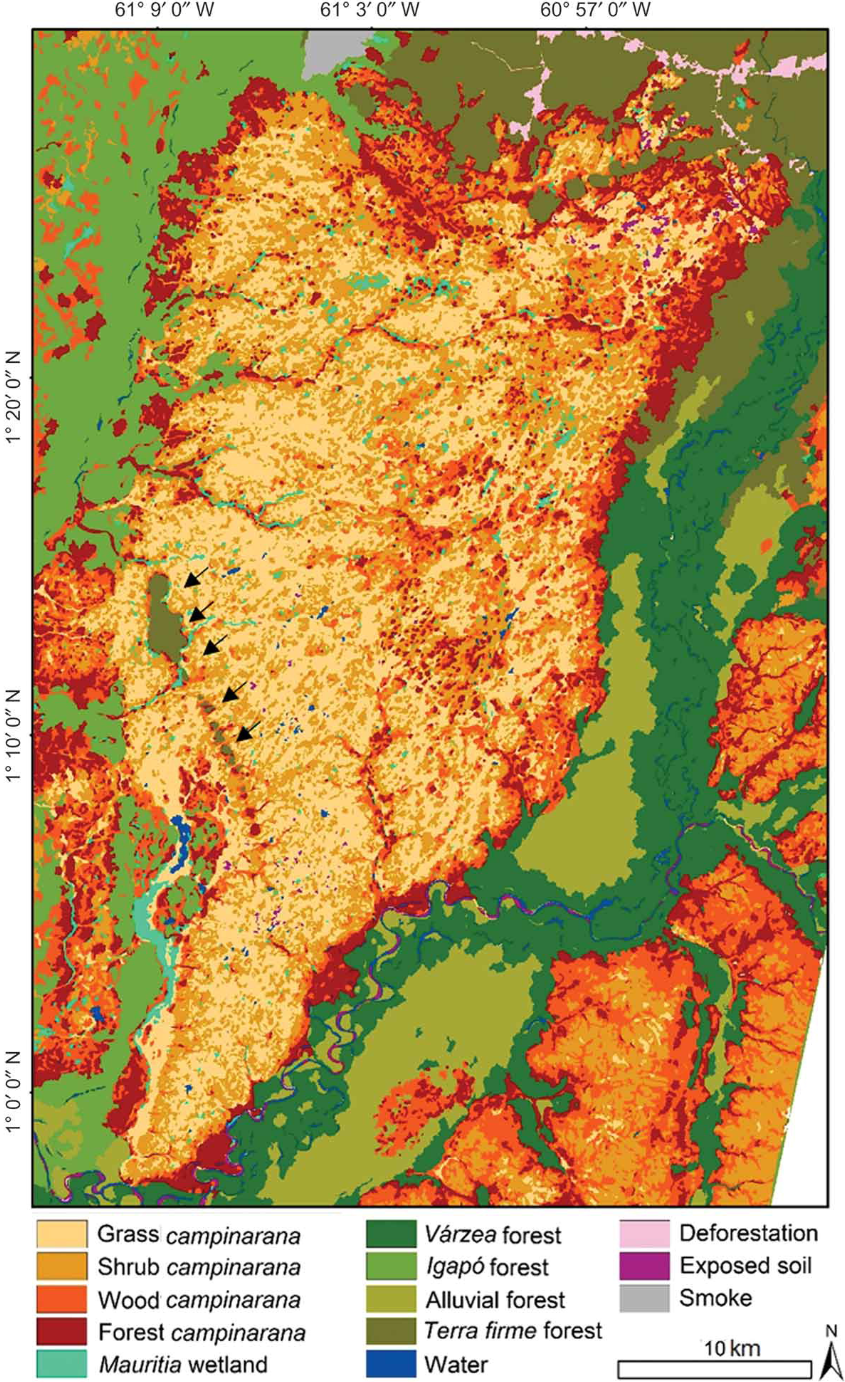 61° 9′ 0″ W 61° 3′ 0″ W 60° 57′ 0″ W
1° 20′ 0″ N
1° 10′ 0″ N
1° 0′ 0″ N
Grass campinarana
Shrub campinarana
Wood campinarana
Forest campinarana
Mauritia wetland
Várzea forest
Igapó forest
Alluvial forest
Terra firme forest
Water
Deforestation
Exposed soil
Smoke
10 km
N